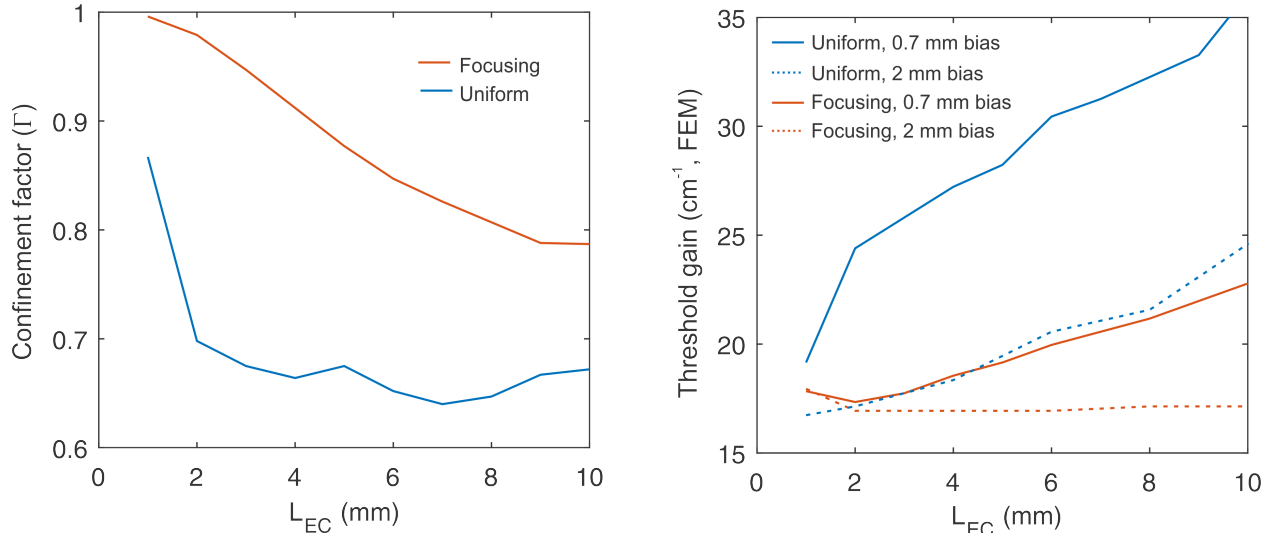 1
0.9
0.8
0.7
0.6
0 2 4 6 8 10
Confinement factor (Γ)
L_EC (mm)
Focusing
Uniform
35
30
25
20
15
0 2 4 6 8 10
Threshold gain (cm⁻¹, FEM)
L_EC (mm)
Uniform, 0.7 mm bias
Uniform, 2 mm bias
Focusing, 0.7 mm bias
Focusing, 2 mm bias